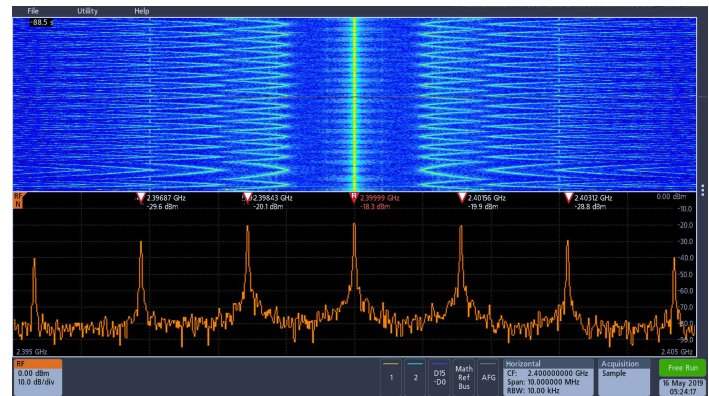 File Utility Help
-88.5 s
RF
N
2.39687 GHz
-29.6 dBm
2.39843 GHz
-20.1 dBm
R
2.39999 GHz
-18.3 dBm
2.40156 GHz
-19.9 dBm
2.40312 GHz
-28.8 dBm
0.00 dBm
-10.0
-20.0
-30.0
-40.0
-50.0
-60.0
-70.0
-90.0
2.395 GHz
2.405 GHz
RF
0.00 dBm
10.0 dB/div
1
2
D15
-D0
Math
Ref
Bus
AFG
Horizontal
CF: 2.400000000 GHz
Span: 10.000000 MHz
RBW: 10.00 kHz
Acquisition
Sample
Free Run
16 May 2019
05:24:17